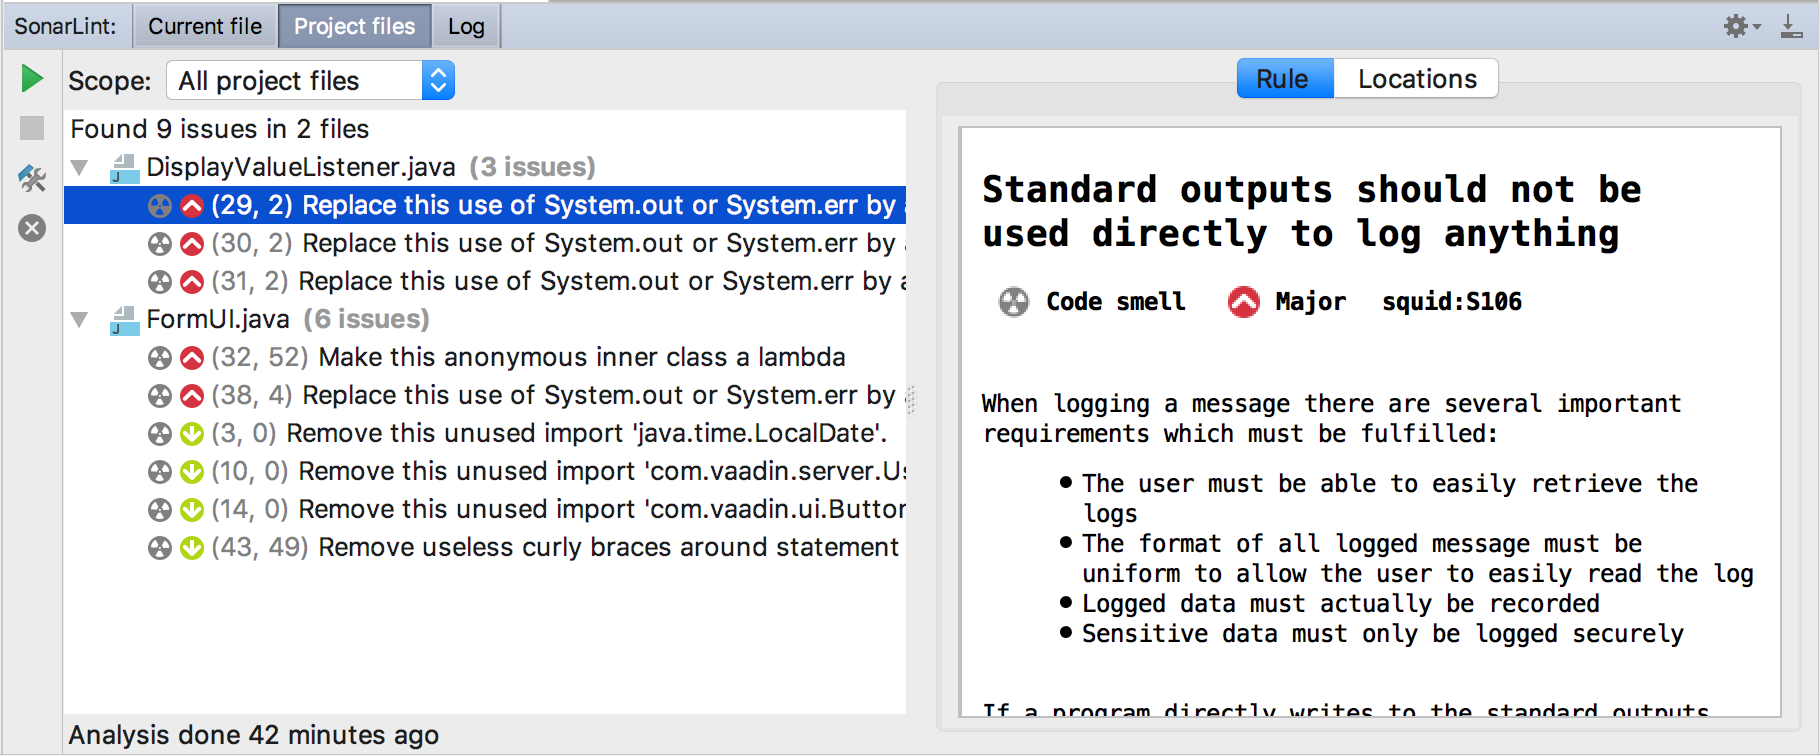 SonarLint: Current file Project files Log
Scope: All project files
Found 9 issues in 2 files
DisplayValueListener.java (3 issues)
(29, 2) Replace this use of System.out or System.err by
(30, 2) Replace this use of System.out or System.err by
(31, 2) Replace this use of System.out or System.err by
FormUI.java (6 issues)
(32, 52) Make this anonymous inner class a lambda
(38, 4) Replace this use of System.out or System.err by
(3, 0) Remove this unused import 'java.time.LocalDate'.
(10, 0) Remove this unused import 'com.vaadin.server.Us
(14, 0) Remove this unused import 'com.vaadin.ui.Button
(43, 49) Remove useless curly braces around statement
Analysis done 42 minutes ago
Rule Locations
Standard outputs should not be
used directly to log anything
Code smell Major squid:S106
When logging a message there are several important
requirements which must be fulfilled:
• The user must be able to easily retrieve the
logs
• The format of all logged message must be
uniform to allow the user to easily read the log
• Logged data must actually be recorded
• Sensitive data must only be logged securely
If a program directly writes to the standard outputs